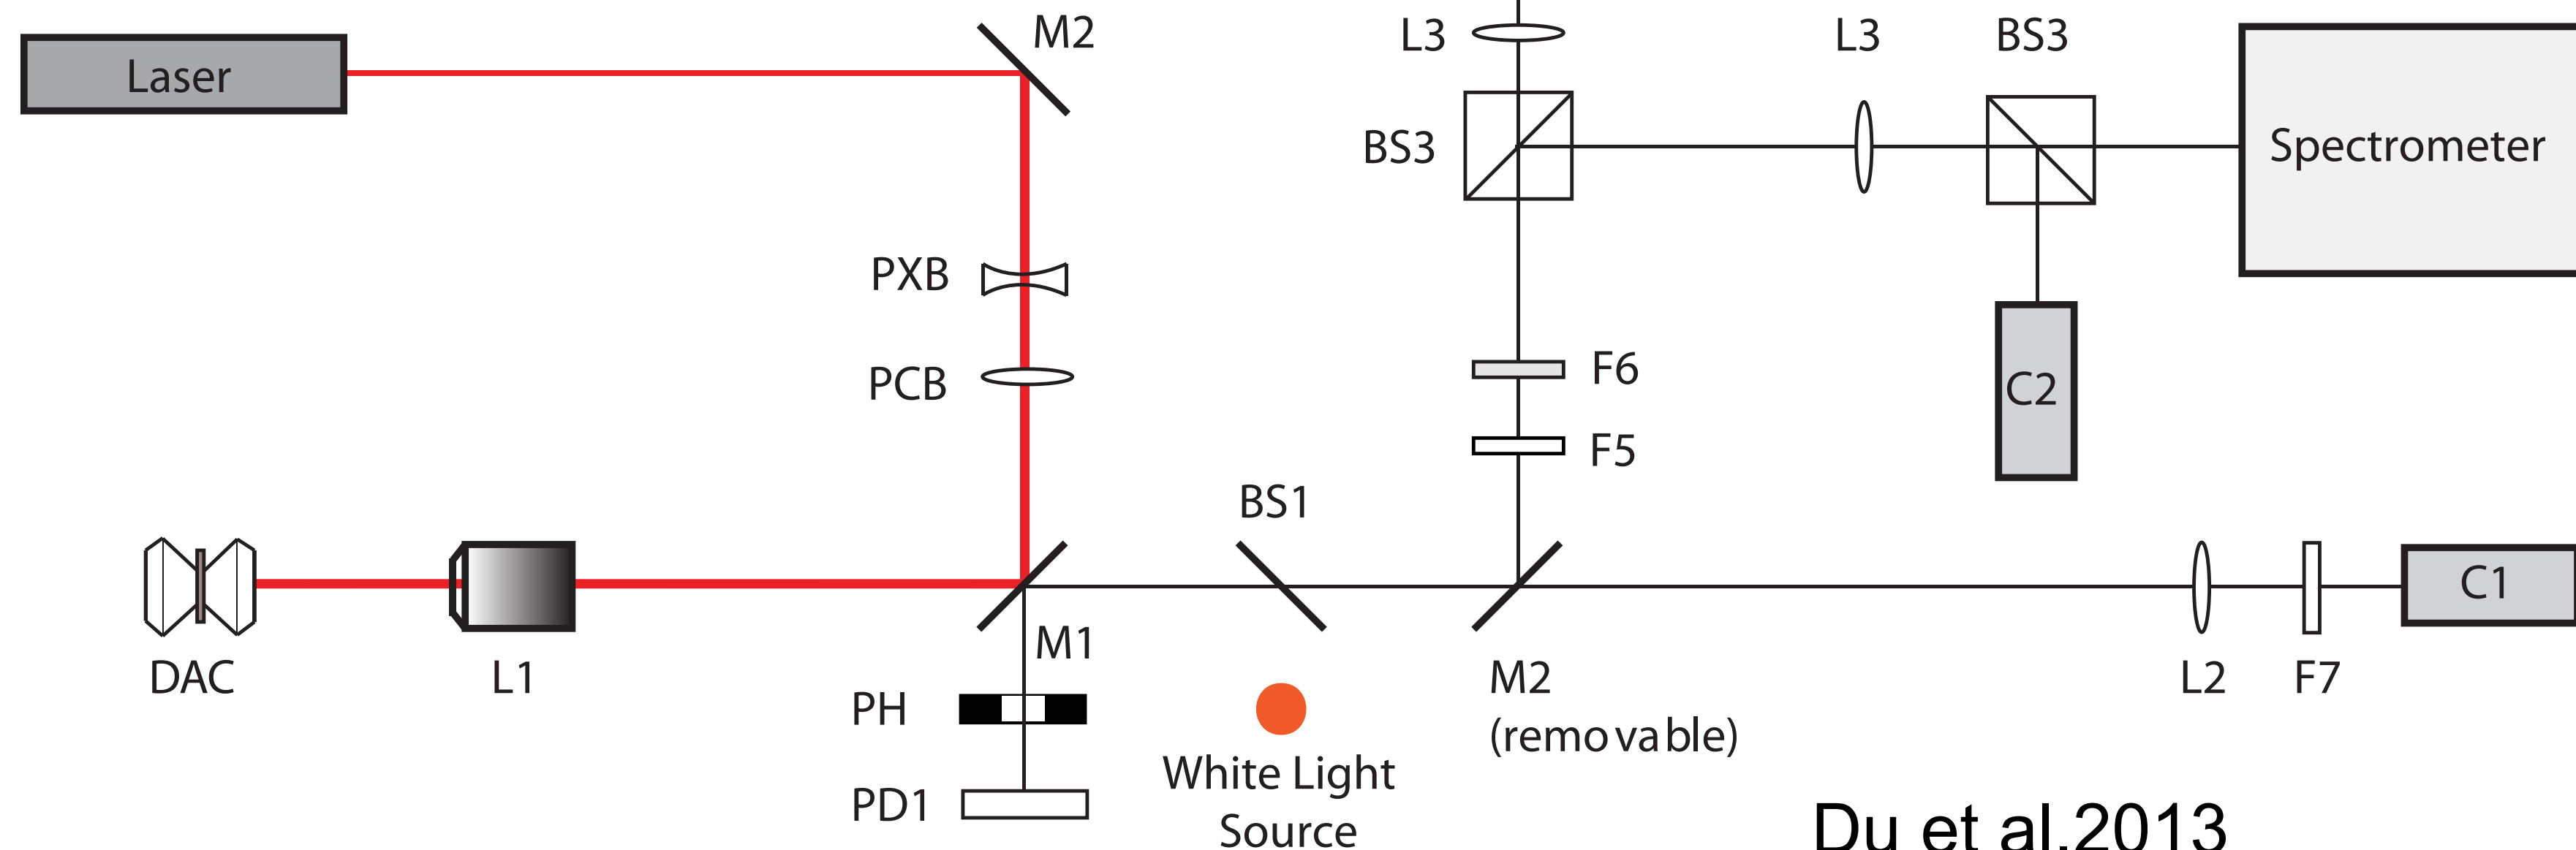 Laser
M2
L3
L3
BS3
BS3
Spectrometer
PXB
PCB
F6
C2
F5
BS1
C1
M1
DAC
L1
PH
M2
(removable)
L2
F7
White Light
Source
PD1
Du et al.2013